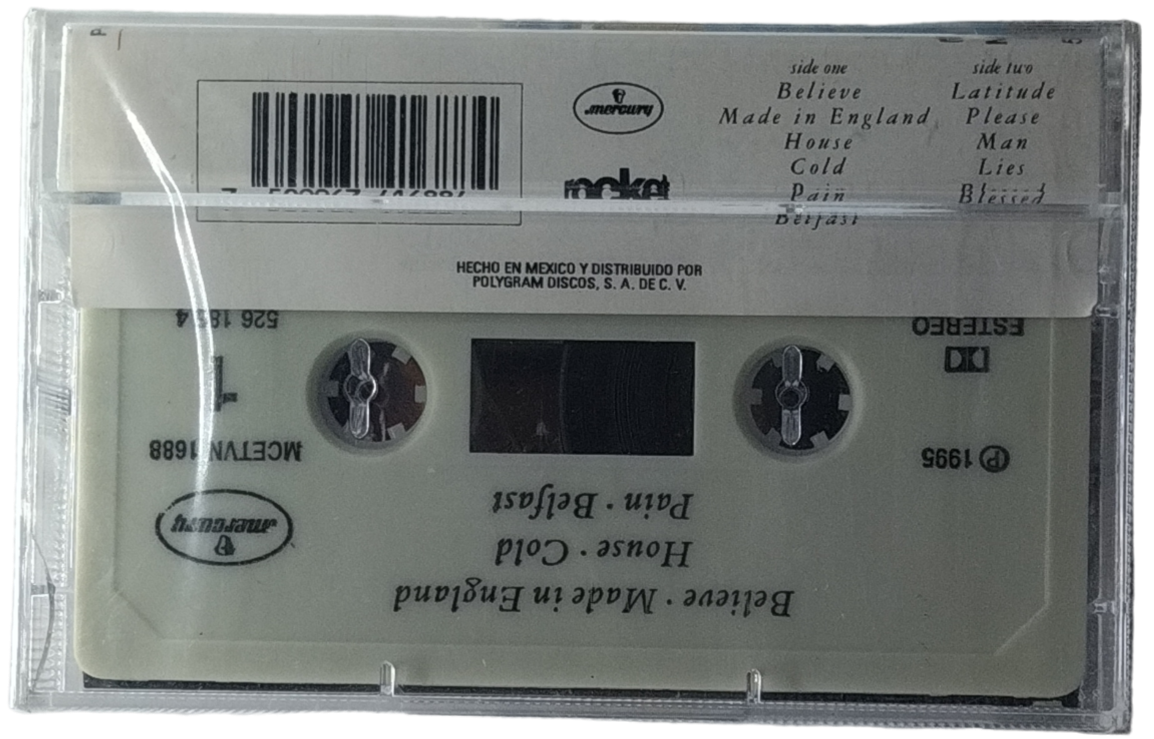 side one
Believe
Made in England
House
Cold
Pain
Belfast
side two
Latitude
Please
Man
Lies
Blessed
mercury
rocket
HECHO EN MEXICO Y DISTRIBUIDO POR
POLYGRAM DISCOS, S. A. DE C. V.
Believe · Made in England
House · Cold
Pain · Belfast
mercury
MCETVN 1688
1
526 185 4
℗ 1995
ESTEREO